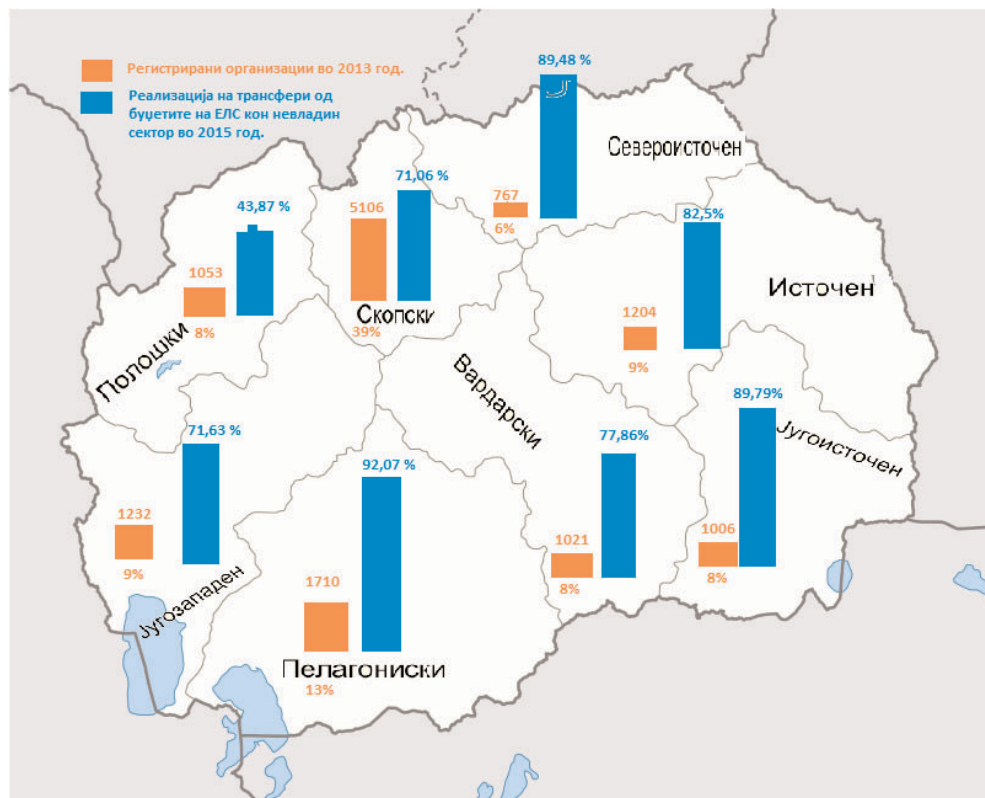 Регистрирани организации во 2013 год.
Реализација на трансфери од
буџетите на ЕЛС кон невладин
сектор во 2015 год.
89,48 %
Североисточен
767
6%
71,06 %
5106
Скопски
39%
43,87 %
1053
8%
Полошки
82,5%
Источен
1204
9%
Вардарски
77,86%
1021
8%
89,79%
Југоисточен
1006
8%
71,63 %
1232
9%
Југозападен
92,07 %
1710
Пелагониски
13%